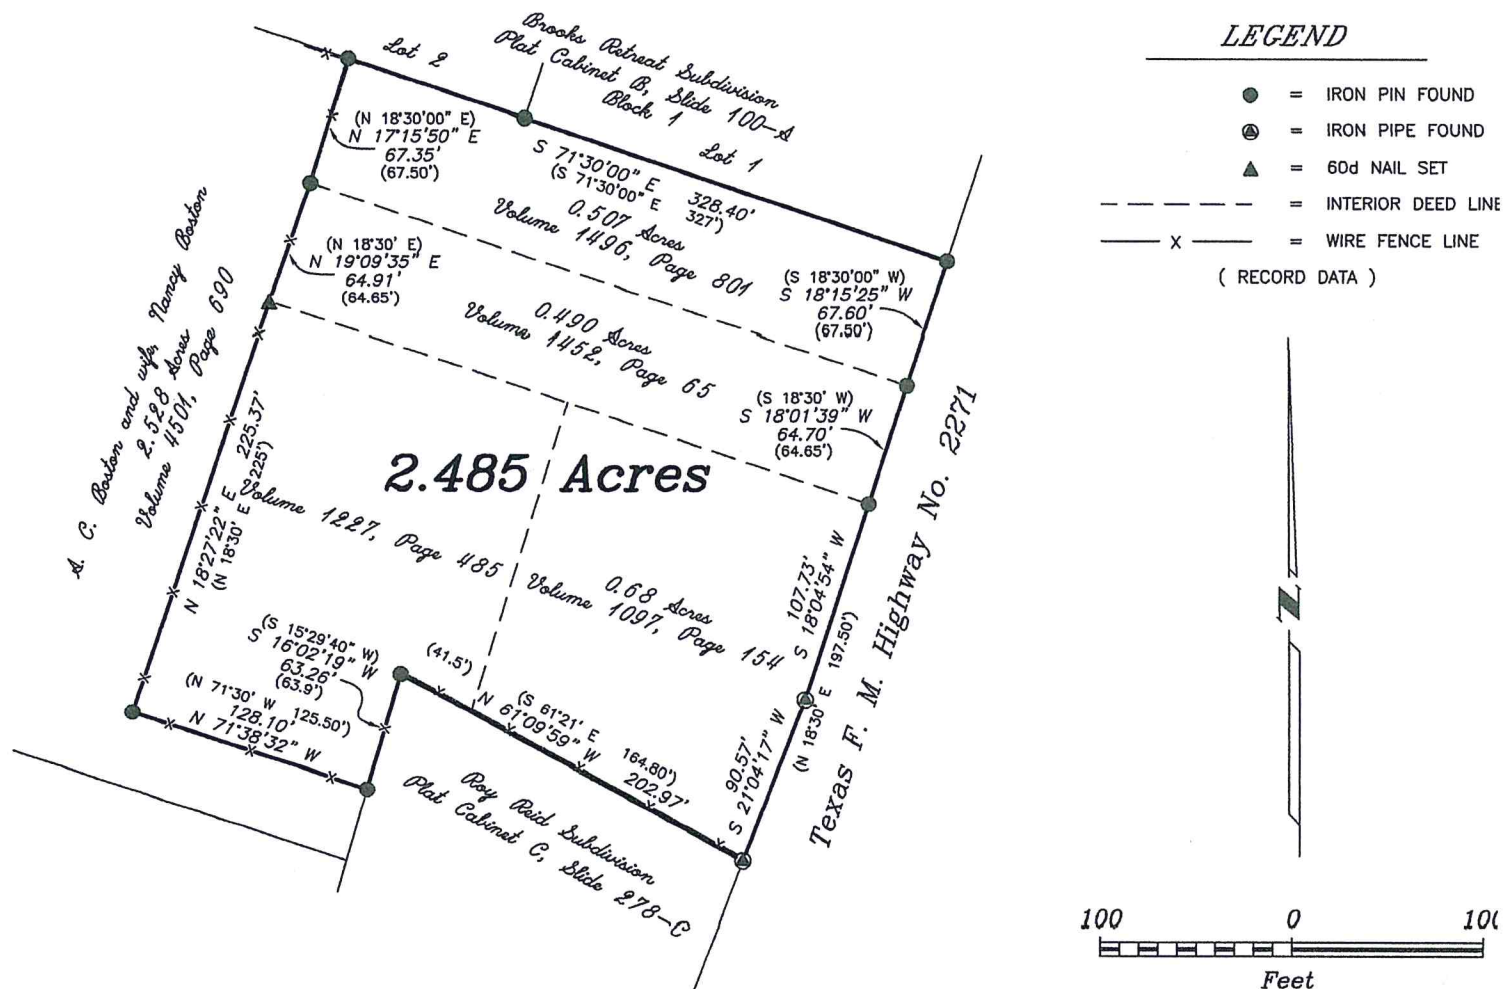 Brooks Retreat Subdivision
Plat Cabinet B, Slide 100-A
Block 1
Lot 2
Lot 1
LEGEND
= IRON PIN FOUND
= IRON PIPE FOUND
= 60d NAIL SET
= INTERIOR DEED LINE
X = WIRE FENCE LINE
( RECORD DATA )
(N 18°30'00" E)
N 17°15'50" E
67.35'
(67.50')
S 71°30'00" E 328.40'
(S 71°30'00" E 327')
0.507 Acres
Volume 1496, Page 801
(N 18°30' E)
N 19°09'35" E
64.91'
(64.65')
(S 18°30'00" W)
S 18°15'25" W
67.60'
(67.50')
0.490 Acres
Volume 1452, Page 65
(S 18°30' W)
S 18°01'39" W
64.70'
(64.65')
S. C. Boston and wife, Nancy Boston
2.528 Acres
Volume 4501, Page 690
2.485 Acres
N 18°27'22" E 225.37'
(N 18°30' E 225')
Volume 1227, Page 485
0.68 Acres
Volume 1097, Page 154
107.73'
S 18°04'54" W
(N 18°30' E 197.50')
90.57'
S 21°04'17" W
Texas F. M. Highway No. 2271
(S 15°29'40" W)
S 16°02'19" W
63.26'
(63.9')
(41.5')
(S 61°21' E 164.80')
N 61°09'59" W 202.97'
(N 71°30' W 125.50')
128.10'
N 71°38'32" W
Roy Reid Subdivision
Plat Cabinet C, Slide 278-C
N
100 0 100
Feet